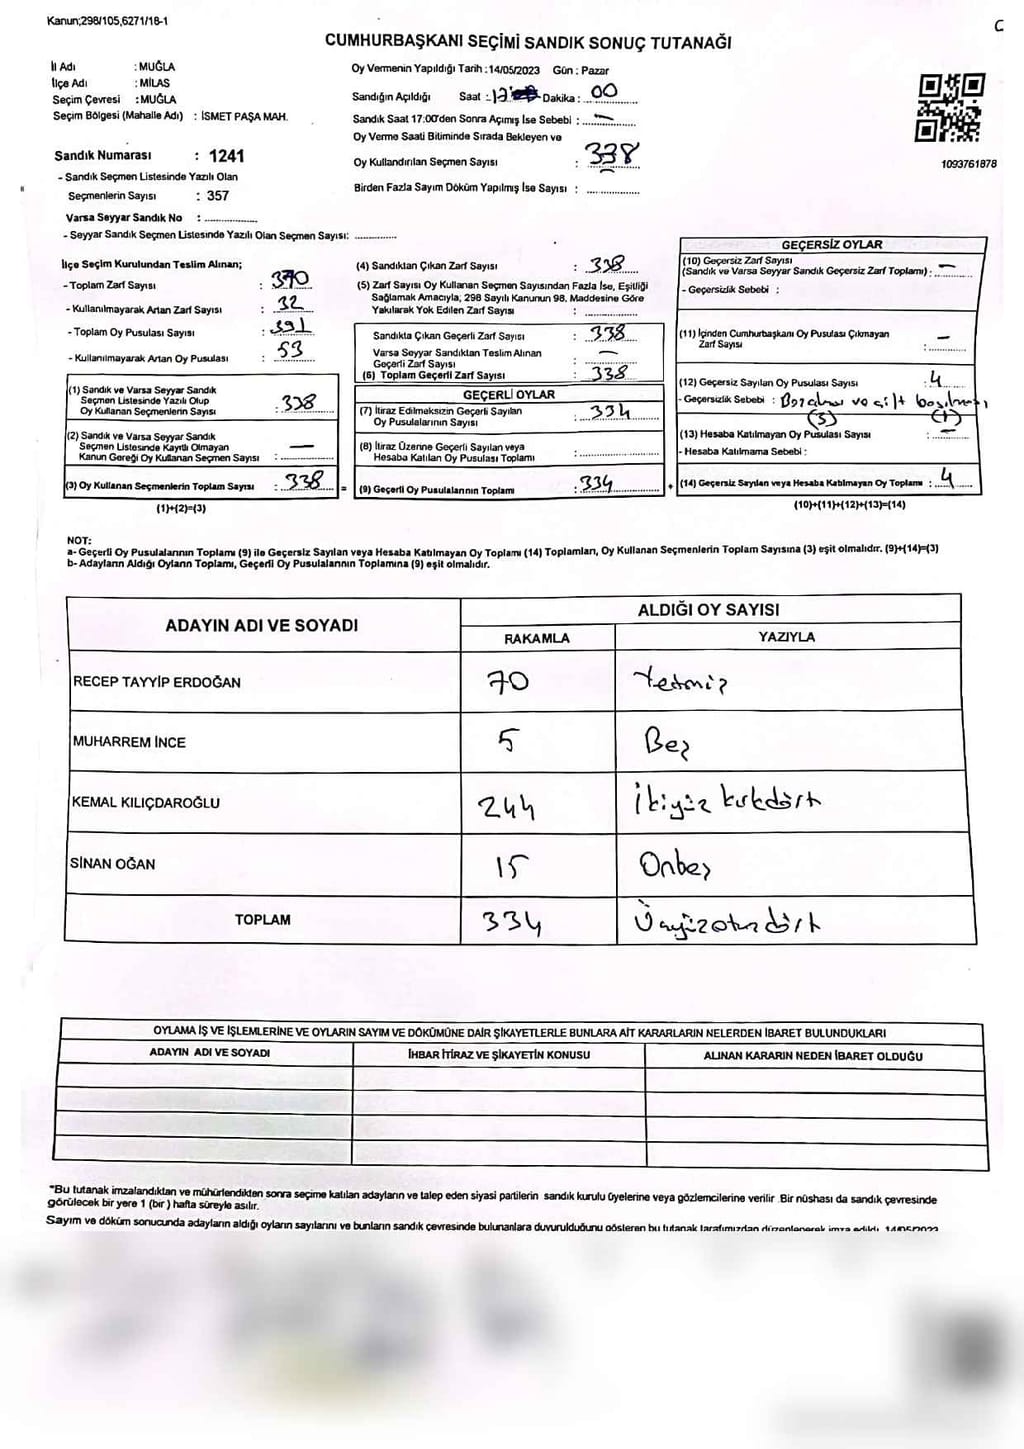 Kanun;298/105,6271/18-1
C
CUMHURBAŞKANI SEÇİMİ SANDIK SONUÇ TUTANAĞI
İl Adı : MUĞLA
İlçe Adı : MİLAS
Seçim Çevresi : MUĞLA
Seçim Bölgesi (Mahalle Adı) : İSMET PAŞA MAH.
Sandık Numarası : 1241
- Sandık Seçmen Listesinde Yazılı Olan
Seçmenlerin Sayısı : 357
Varsa Seyyar Sandık No : ..............
- Seyyar Sandık Seçmen Listesinde Yazılı Olan Seçmen Sayısı: ............
Oy Vermenin Yapıldığı Tarih : 14/05/2023 Gün : Pazar
Sandığın Açıldığı Saat : 17 Dakika : 00
Sandık Saat 17:00'den Sonra Açımış İse Sebebi : —
Oy Verme Saati Bitiminde Sırada Bekleyen ve
Oy Kullandırılan Seçmen Sayısı : 338
Birden Fazla Sayım Döküm Yapılmış İse Sayısı : ..............
1093761878
İlçe Seçim Kurulundan Teslim Alınan;
- Toplam Zarf Sayısı : 370
- Kullanılmayarak Artan Zarf Sayısı : 32
- Toplam Oy Pusulası Sayısı : 391
- Kullanılmayarak Artan Oy Pusulası : 53
(1) Sandık ve Varsa Seyyar Sandık
Seçmen Listesinde Yazılı Olup
Oy Kullanan Seçmenlerin Sayısı : 338
(2) Sandık ve Varsa Seyyar Sandık
Seçmen Listesinde Kayıtlı Olmayan
Kanun Gereği Oy Kullanan Seçmen Sayısı : —
(3) Oy Kullanan Seçmenlerin Toplam Sayısı : 338 =
(1)+(2)=(3)
(4) Sandıktan Çıkan Zarf Sayısı : 338
(5) Zarf Sayısı Oy Kullanan Seçmen Sayısından Fazla İse, Eşitliği
Sağlamak Amacıyla; 298 Sayılı Kanunun 98. Maddesine Göre
Yakılarak Yok Edilen Zarf Sayısı : ..............
Sandıkta Çıkan Geçerli Zarf Sayısı : 338
Varsa Seyyar Sandıktan Teslim Alınan
Geçerli Zarf Sayısı : —
(6) Toplam Geçerli Zarf Sayısı : 338
GEÇERLİ OYLAR
(7) İtiraz Edilmeksizin Geçerli Sayılan
Oy Pusulalarının Sayısı : 334
(8) İtiraz Üzerine Geçerli Sayılan veya
Hesaba Katılan Oy Pusulası Toplamı : ..............
(9) Geçerli Oy Pusulalarının Toplamı : 334 +
GEÇERSİZ OYLAR
(10) Geçersiz Zarf Sayısı
(Sandık ve Varsa Seyyar Sandık Geçersiz Zarf Toplamı) : —
- Geçersizlik Sebebi :
(11) İçinden Cumhurbaşkanı Oy Pusulası Çıkmayan
Zarf Sayısı : —
(12) Geçersiz Sayılan Oy Pusulası Sayısı : 4
- Geçersizlik Sebebi : ve çift basılması
(3) (1)
(13) Hesaba Katılmayan Oy Pusulası Sayısı : —
- Hesaba Katılmama Sebebi :
(14) Geçersiz Sayılan veya Hesaba Katılmayan Oy Toplamı : 4
(10)+(11)+(12)+(13)=(14)
NOT:
a- Geçerli Oy Pusulalarının Toplamı (9) ile Geçersiz Sayılan veya Hesaba Katılmayan Oy Toplamı (14) Toplamları, Oy Kullanan Seçmenlerin Toplam Sayısına (3) eşit olmalıdır. (9)+(14)=(3)
b- Adayların Aldığı Oyların Toplamı, Geçerli Oy Pusulalarının Toplamına (9) eşit olmalıdır.
ADAYIN ADI VE SOYADI ALDIĞI OY SAYISI
RAKAMLA YAZIYLA
RECEP TAYYİP ERDOĞAN 70 Yetmiş
MUHARREM İNCE 5 Beş
KEMAL KILIÇDAROĞLU 244 İkiyüz kırkdört
SİNAN OĞAN 15 Onbeş
TOPLAM 334 Üçyüzotuzdört
OYLAMA İŞ VE İŞLEMLERİNE VE OYLARIN SAYIM VE DÖKÜMÜNE DAİR ŞİKAYETLERLE BUNLARA AİT KARARLARIN NELERDEN İBARET BULUNDUKLARI
ADAYIN ADI VE SOYADI İHBAR İTİRAZ VE ŞİKAYETİN KONUSU ALINAN KARARIN NEDEN İBARET OLDUĞU
"Bu tutanak imzalandıktan ve mühürlendikten sonra seçime katılan adayların ve talep eden siyasi partilerin sandık kurulu üyelerine veya gözlemcilerine verilir .Bir nüshası da sandık çevresinde
görülecek bir yere 1 (bir ) hafta süreyle asılır.
Sayım ve döküm sonucunda adayların aldığı oyların sayılarını ve bunların sandık çevresinde bulunanlara duyurulduğunu gösteren bu tutanak tarafımızdan düzenlenerek imza edildi. 14/05/2023